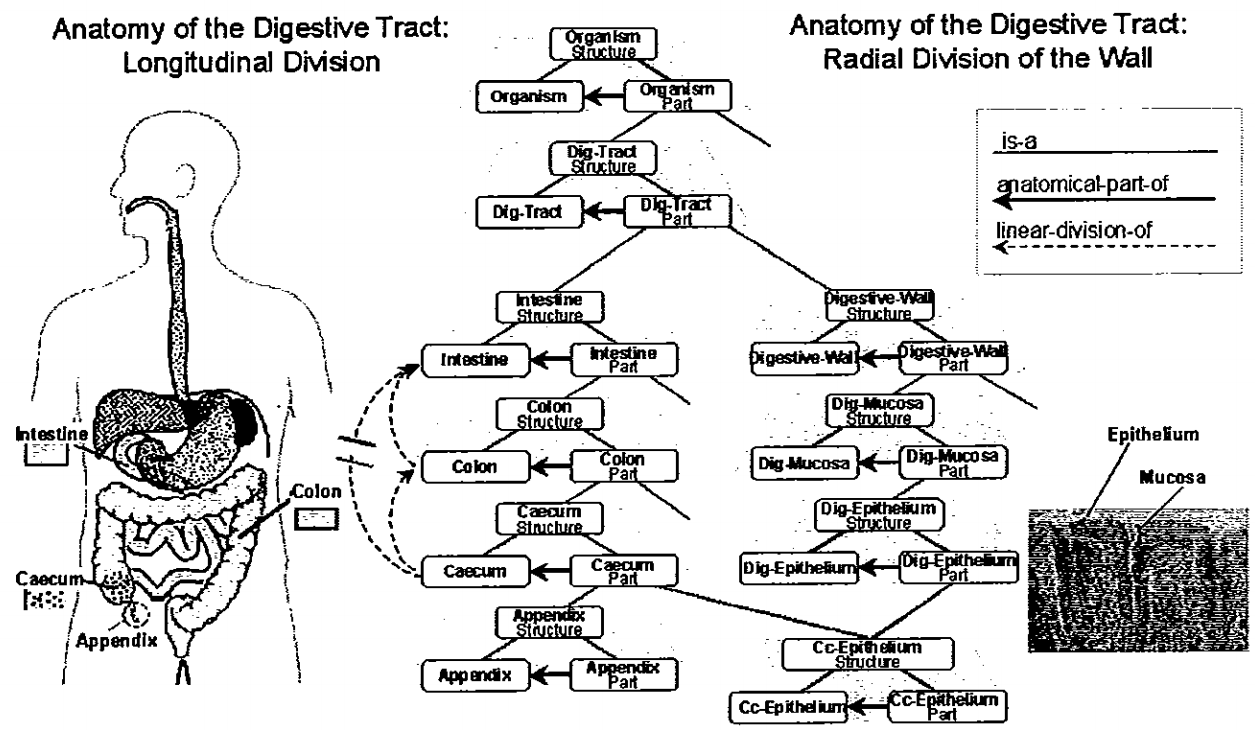 Anatomy of the Digestive Tract:
Longitudinal Division
Anatomy of the Digestive Tract:
Radial Division of the Wall
Organism
Structure
Organism
Organism
Part
Dig-Tract
Structure
Dig-Tract
Dig-Tract
Part
is-a
anatomical-part-of
linear-division-of
Intestine
Structure
Intestine
Intestine
Part
Colon
Structure
Colon
Colon
Part
Caecum
Structure
Caecum
Caecum
Part
Appendix
Structure
Appendix
Appendix
Part
Digestive-Wall
Structure
Digestive-Wall
Digestive-Wall
Part
Dig-Mucosa
Structure
Dig-Mucosa
Dig-Mucosa
Part
Dig-Epithelium
Structure
Dig-Epithelium
Dig-Epithelium
Part
Cc-Epithelium
Structure
Cc-Epithelium
Cc-Epithelium
Part
Intestine
Colon
Caecum
Appendix
Epithelium
Mucosa